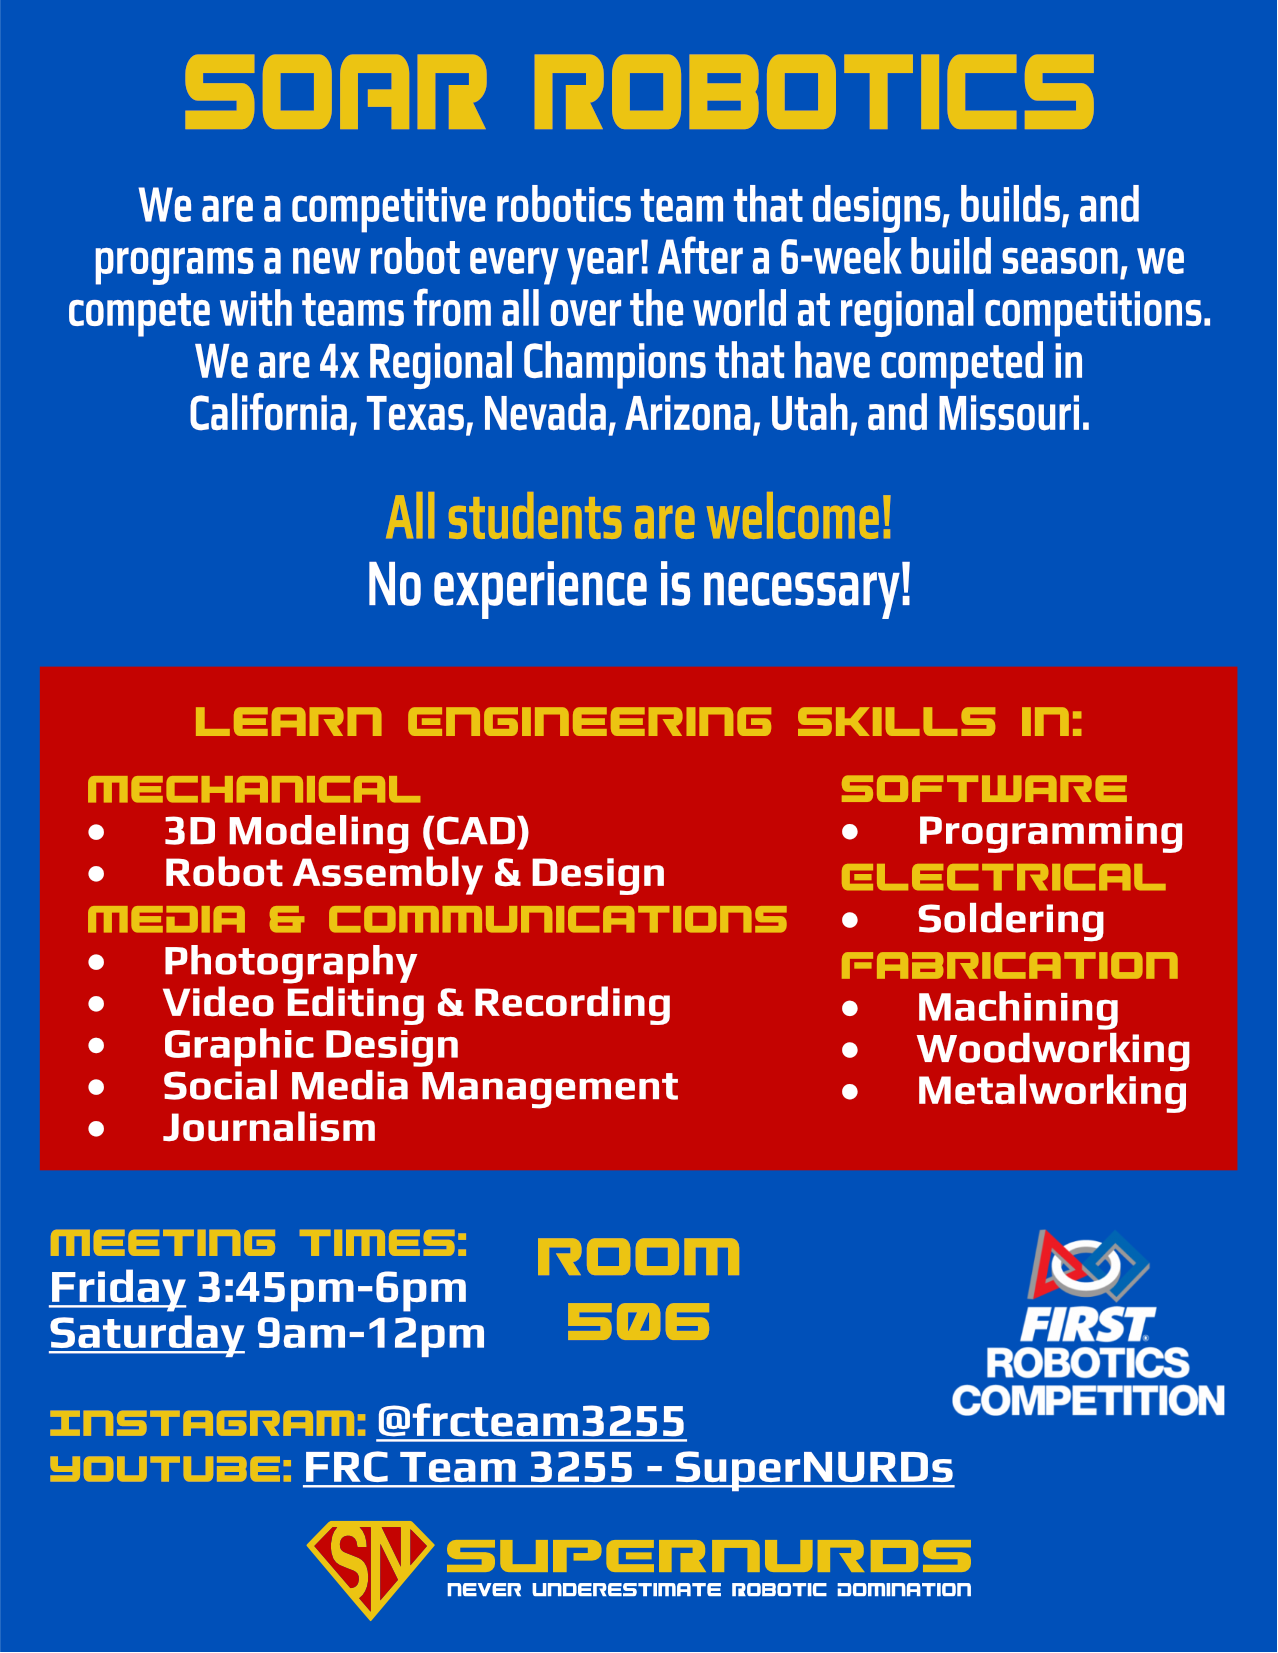 SOAR ROBOTICS
We are a competitive robotics team that designs, builds, and
programs a new robot every year! After a 6-week build season, we
compete with teams from all over the world at regional competitions.
We are 4x Regional Champions that have competed in
California, Texas, Nevada, Arizona, Utah, and Missouri.
All students are welcome!
No experience is necessary!
LEARN ENGINEERING SKILLS IN:
MECHANICAL
● 3D Modeling (CAD)
● Robot Assembly & Design
MEDIA & COMMUNICATIONS
● Photography
● Video Editing & Recording
● Graphic Design
● Social Media Management
● Journalism
SOFTWARE
● Programming
ELECTRICAL
● Soldering
FABRICATION
● Machining
● Woodworking
● Metalworking
MEETING TIMES:
Friday 3:45pm-6pm
Saturday 9am-12pm
ROOM
506
FIRST®
ROBOTICS
COMPETITION
INSTAGRAM: @frcteam3255
YOUTUBE: FRC Team 3255 - SuperNURDs
SN
SUPERNURDS
NEVER UNDERESTIMATE ROBOTIC DOMINATION